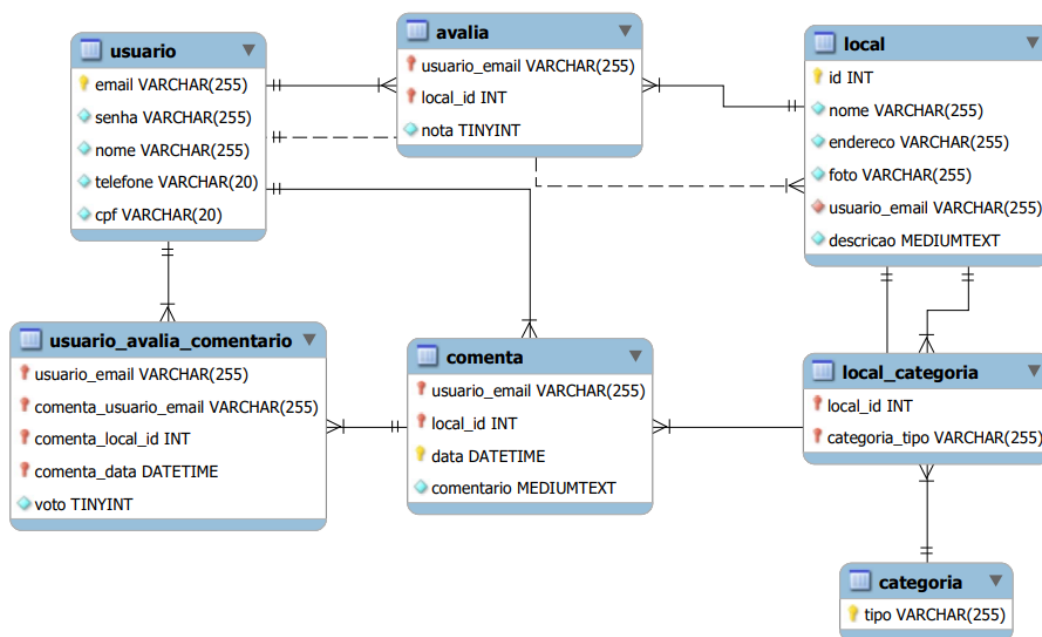 usuario
email VARCHAR(255)
senha VARCHAR(255)
nome VARCHAR(255)
telefone VARCHAR(20)
cpf VARCHAR(20)
avalia
usuario_email VARCHAR(255)
local_id INT
nota TINYINT
local
id INT
nome VARCHAR(255)
endereco VARCHAR(255)
foto VARCHAR(255)
usuario_email VARCHAR(255)
descricao MEDIUMTEXT
usuario_avalia_comentario
usuario_email VARCHAR(255)
comenta_usuario_email VARCHAR(255)
comenta_local_id INT
comenta_data DATETIME
voto TINYINT
comenta
usuario_email VARCHAR(255)
local_id INT
data DATETIME
comentario MEDIUMTEXT
local_categoria
local_id INT
categoria_tipo VARCHAR(255)
categoria
tipo VARCHAR(255)